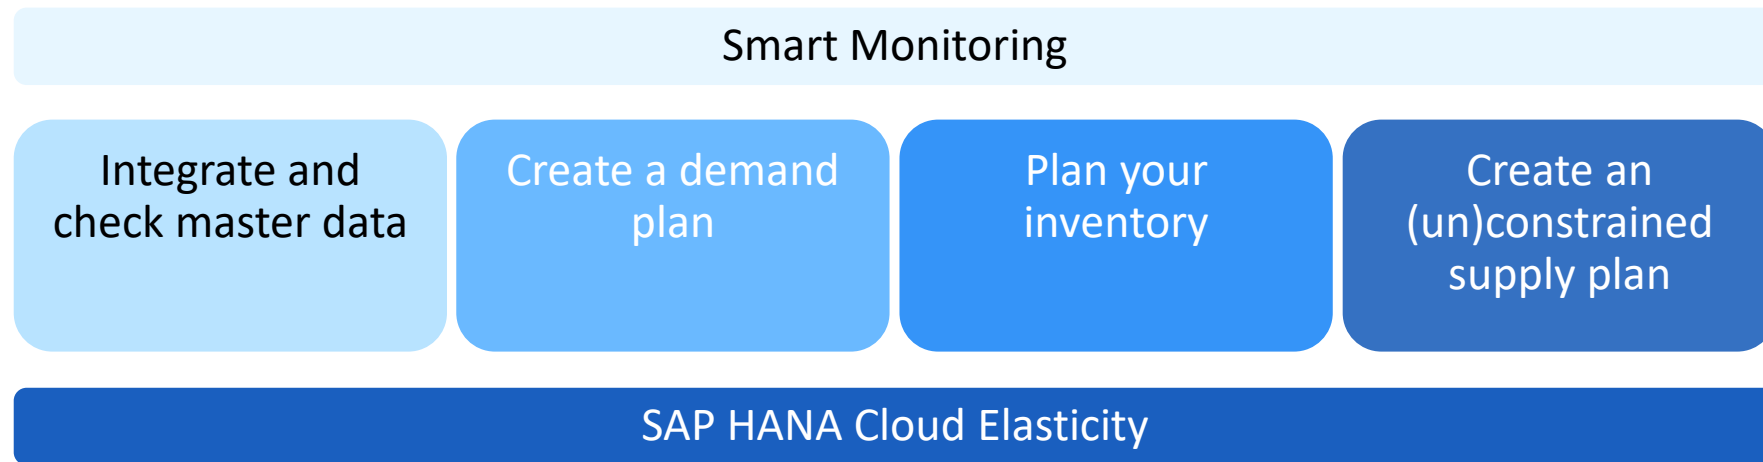 Smart Monitoring
Integrate and
check master data
Create a demand
plan
Plan your
inventory
Create an
(un)constrained
supply plan
SAP HANA Cloud Elasticity